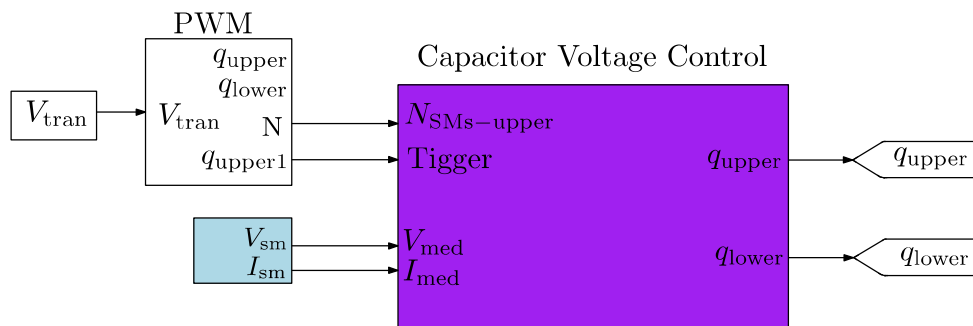 PWM
Capacitor Voltage Control
q_upper
q_lower
V_tran
V_tran
N
N_SMs−upper
q_upper1
Tigger
q_upper
q_upper
V_sm
V_med
I_sm
I_med
q_lower
q_lower